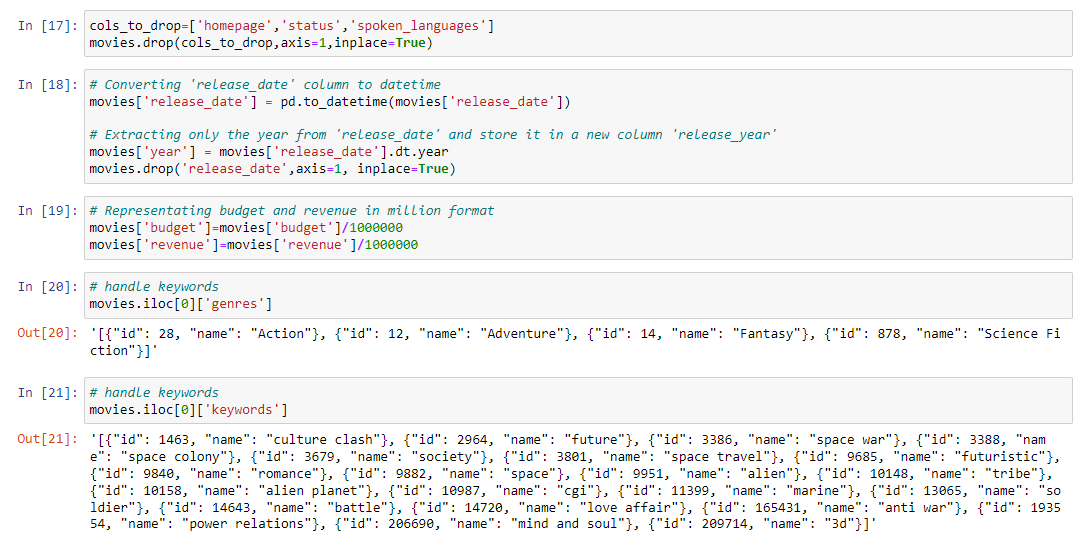 In [17]: cols_to_drop=['homepage','status','spoken_languages']
movies.drop(cols_to_drop,axis=1,inplace=True)
In [18]: # Converting 'release_date' column to datetime
movies['release_date'] = pd.to_datetime(movies['release_date'])
# Extracting only the year from 'release_date' and store it in a new column 'release_year'
movies['year'] = movies['release_date'].dt.year
movies.drop('release_date',axis=1, inplace=True)
In [19]: # Representating budget and revenue in million format
movies['budget']=movies['budget']/1000000
movies['revenue']=movies['revenue']/1000000
In [20]: # handle keywords
movies.iloc[0]['genres']
Out[20]: '[{"id": 28, "name": "Action"}, {"id": 12, "name": "Adventure"}, {"id": 14, "name": "Fantasy"}, {"id": 878, "name": "Science Fi
ction"}]'
In [21]: # handle keywords
movies.iloc[0]['keywords']
Out[21]: '[{"id": 1463, "name": "culture clash"}, {"id": 2964, "name": "future"}, {"id": 3386, "name": "space war"}, {"id": 3388, "nam
e": "space colony"}, {"id": 3679, "name": "society"}, {"id": 3801, "name": "space travel"}, {"id": 9685, "name": "futuristic"},
{"id": 9840, "name": "romance"}, {"id": 9882, "name": "space"}, {"id": 9951, "name": "alien"}, {"id": 10148, "name": "tribe"},
{"id": 10158, "name": "alien planet"}, {"id": 10987, "name": "cgi"}, {"id": 11399, "name": "marine"}, {"id": 13065, "name": "so
ldier"}, {"id": 14643, "name": "battle"}, {"id": 14720, "name": "love affair"}, {"id": 165431, "name": "anti war"}, {"id": 1935
54, "name": "power relations"}, {"id": 206690, "name": "mind and soul"}, {"id": 209714, "name": "3d"}]'